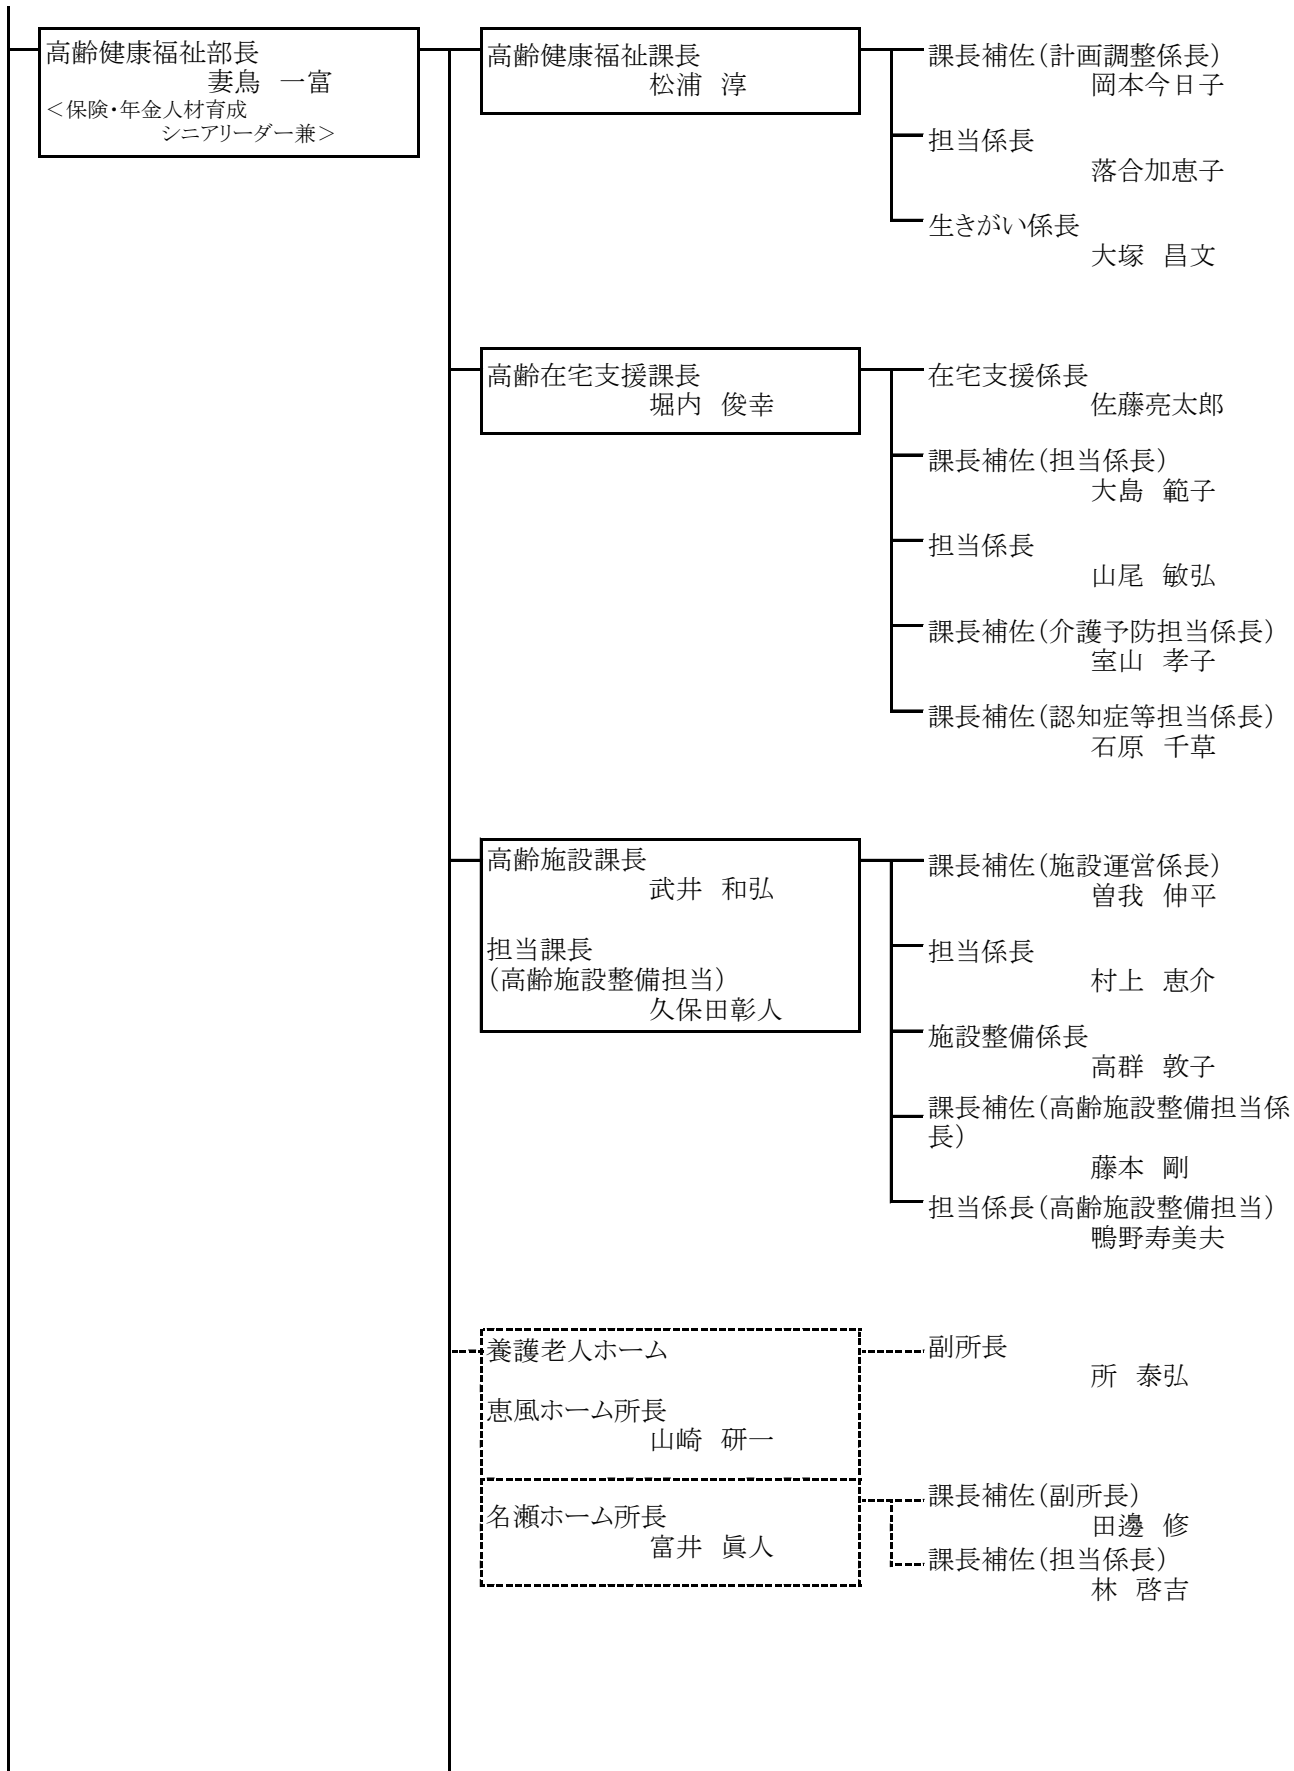 高齢健康福祉部長
妻鳥 一富
＜保険・年金人材育成
シニアリーダー兼＞
高齢健康福祉課長
松浦 淳
課長補佐(計画調整係長)
岡本今日子
担当係長
落合加恵子
生きがい係長
大塚 昌文
高齢在宅支援課長
堀内 俊幸
在宅支援係長
佐藤亮太郎
課長補佐(担当係長)
大島 範子
担当係長
山尾 敏弘
課長補佐(介護予防担当係長)
室山 孝子
課長補佐(認知症等担当係長)
石原 千草
高齢施設課長
武井 和弘
担当課長
(高齢施設整備担当)
久保田彰人
課長補佐(施設運営係長)
曽我 伸平
担当係長
村上 恵介
施設整備係長
高群 敦子
課長補佐(高齢施設整備担当係
長)
藤本 剛
担当係長(高齢施設整備担当)
鴨野寿美夫
養護老人ホーム
恵風ホーム所長
山崎 研一
副所長
所 泰弘
名瀬ホーム所長
富井 眞人
課長補佐(副所長)
田邊 修
課長補佐(担当係長)
林 啓吉